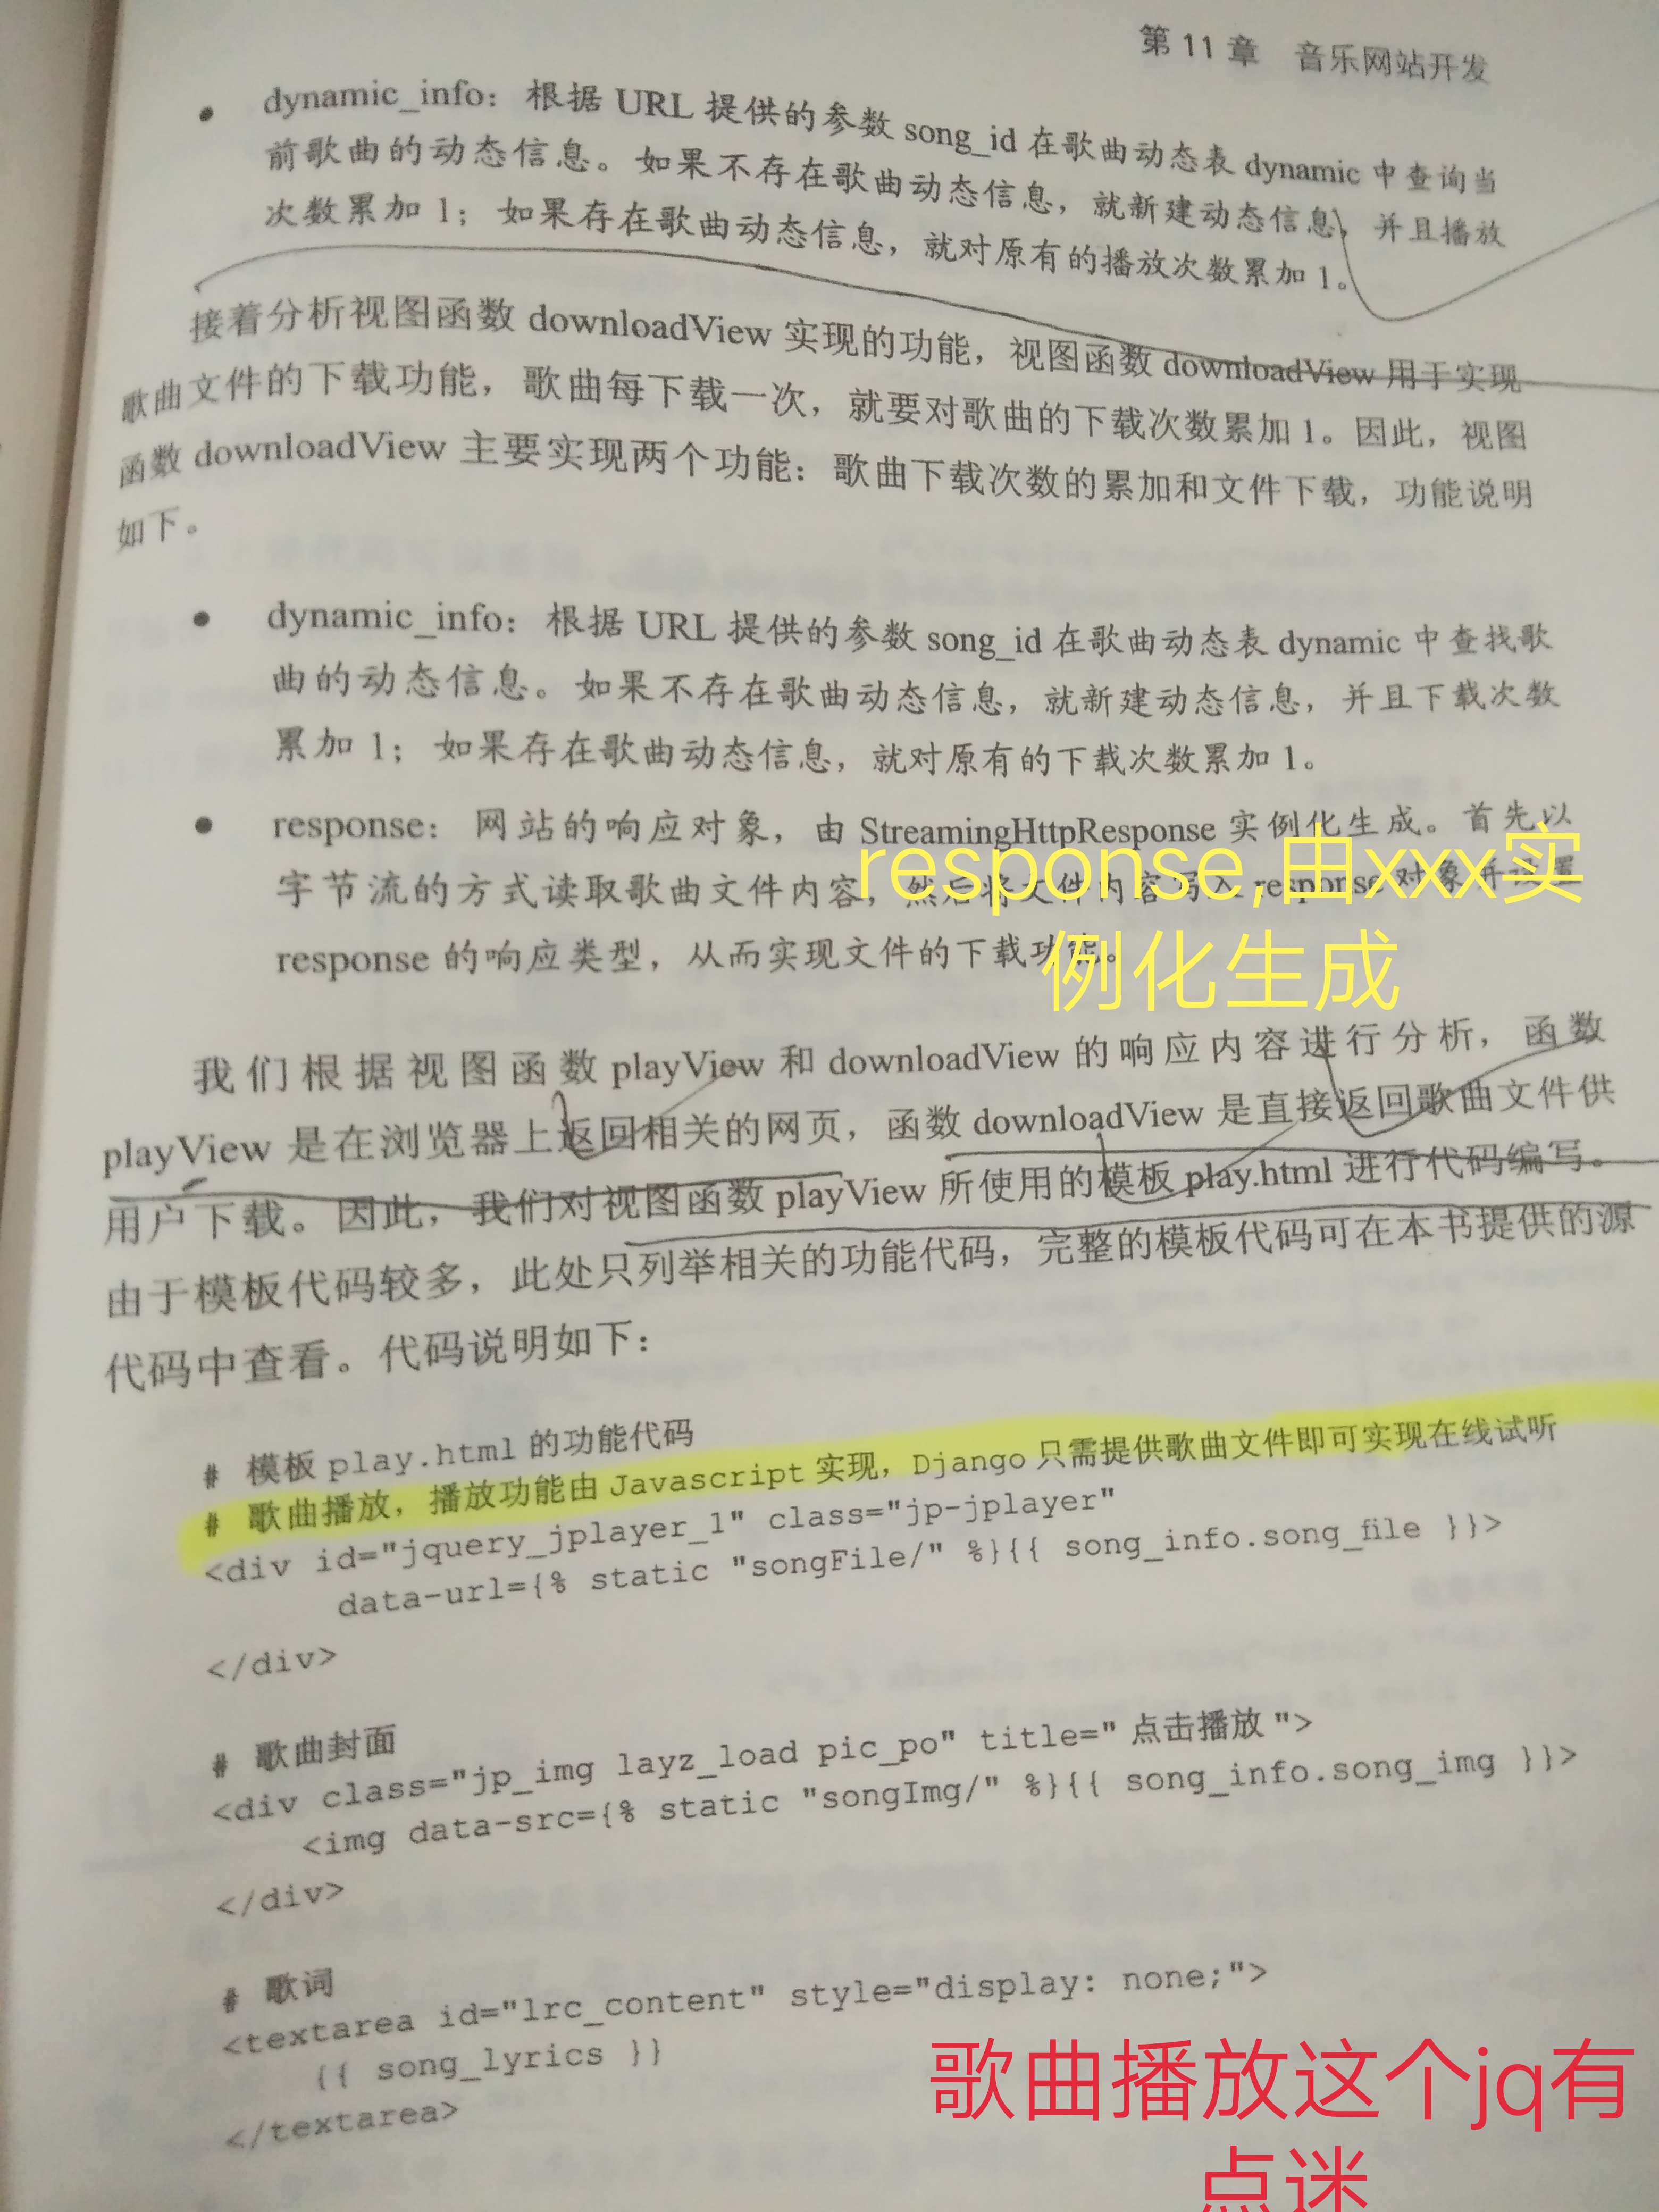 第 11 章 音乐网站开发
• dynamic_info：根据 URL 提供的参数 song_id 在歌曲动态表 dynamic 中查询当
前歌曲的动态信息。如果不存在歌曲动态信息，就新建动态信息，并且播放
次数累加 1；如果存在歌曲动态信息，就对原有的播放次数累加 1。
接着分析视图函数 downloadView 实现的功能，视图函数 downloadView 用于实现
歌曲文件的下载功能，歌曲每下载一次，就要对歌曲的下载次数累加 1。因此，视图
函数 downloadView 主要实现两个功能：歌曲下载次数的累加和文件下载，功能说明
如下。
• dynamic_info：根据 URL 提供的参数 song_id 在歌曲动态表 dynamic 中查找歌
曲的动态信息。如果不存在歌曲动态信息，就新建动态信息，并且下载次数
累加 1；如果存在歌曲动态信息，就对原有的下载次数累加 1。
• response：网站的响应对象，由 StreamingHttpResponse 实例化生成。首先以
字节流的方式读取歌曲文件内容，然后将文件内容写入 response 对象并设置
response 的响应类型，从而实现文件的下载功能。
response,由xxx实
例化生成
我们根据视图函数 playView 和 downloadView 的响应内容进行分析，函数
playView 是在浏览器上返回相关的网页，函数 downloadView 是直接返回歌曲文件供
用户下载。因此，我们对视图函数 playView 所使用的模板 play.html 进行代码编写。
由于模板代码较多，此处只列举相关的功能代码，完整的模板代码可在本书提供的源
代码中查看。代码说明如下：
# 模板 play.html 的功能代码
# 歌曲播放，播放功能由 Javascript 实现，Django 只需提供歌曲文件即可实现在线试听
<div id="jquery_jplayer_1" class="jp-jplayer"
data-url={% static "songFile/" %}{{ song_info.song_file }}>
</div>
# 歌曲封面
<div class="jp_img layz_load pic_po" title=" 点击播放 ">
<img data-src={% static "songImg/" %}{{ song_info.song_img }}>
</div>
# 歌词
<textarea id="lrc_content" style="display: none;">
{{ song_lyrics }}
</textarea>
歌曲播放这个jq有
点迷